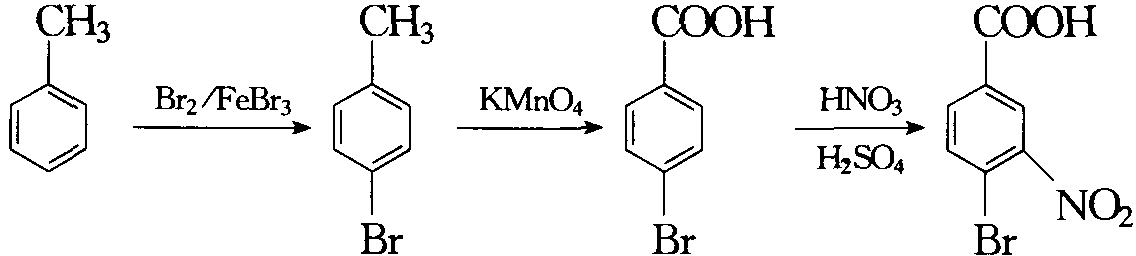 CH₃
Br₂/FeBr₃
CH₃
Br
KMnO₄
COOH
Br
HNO₃
H₂SO₄
COOH
NO₂
Br